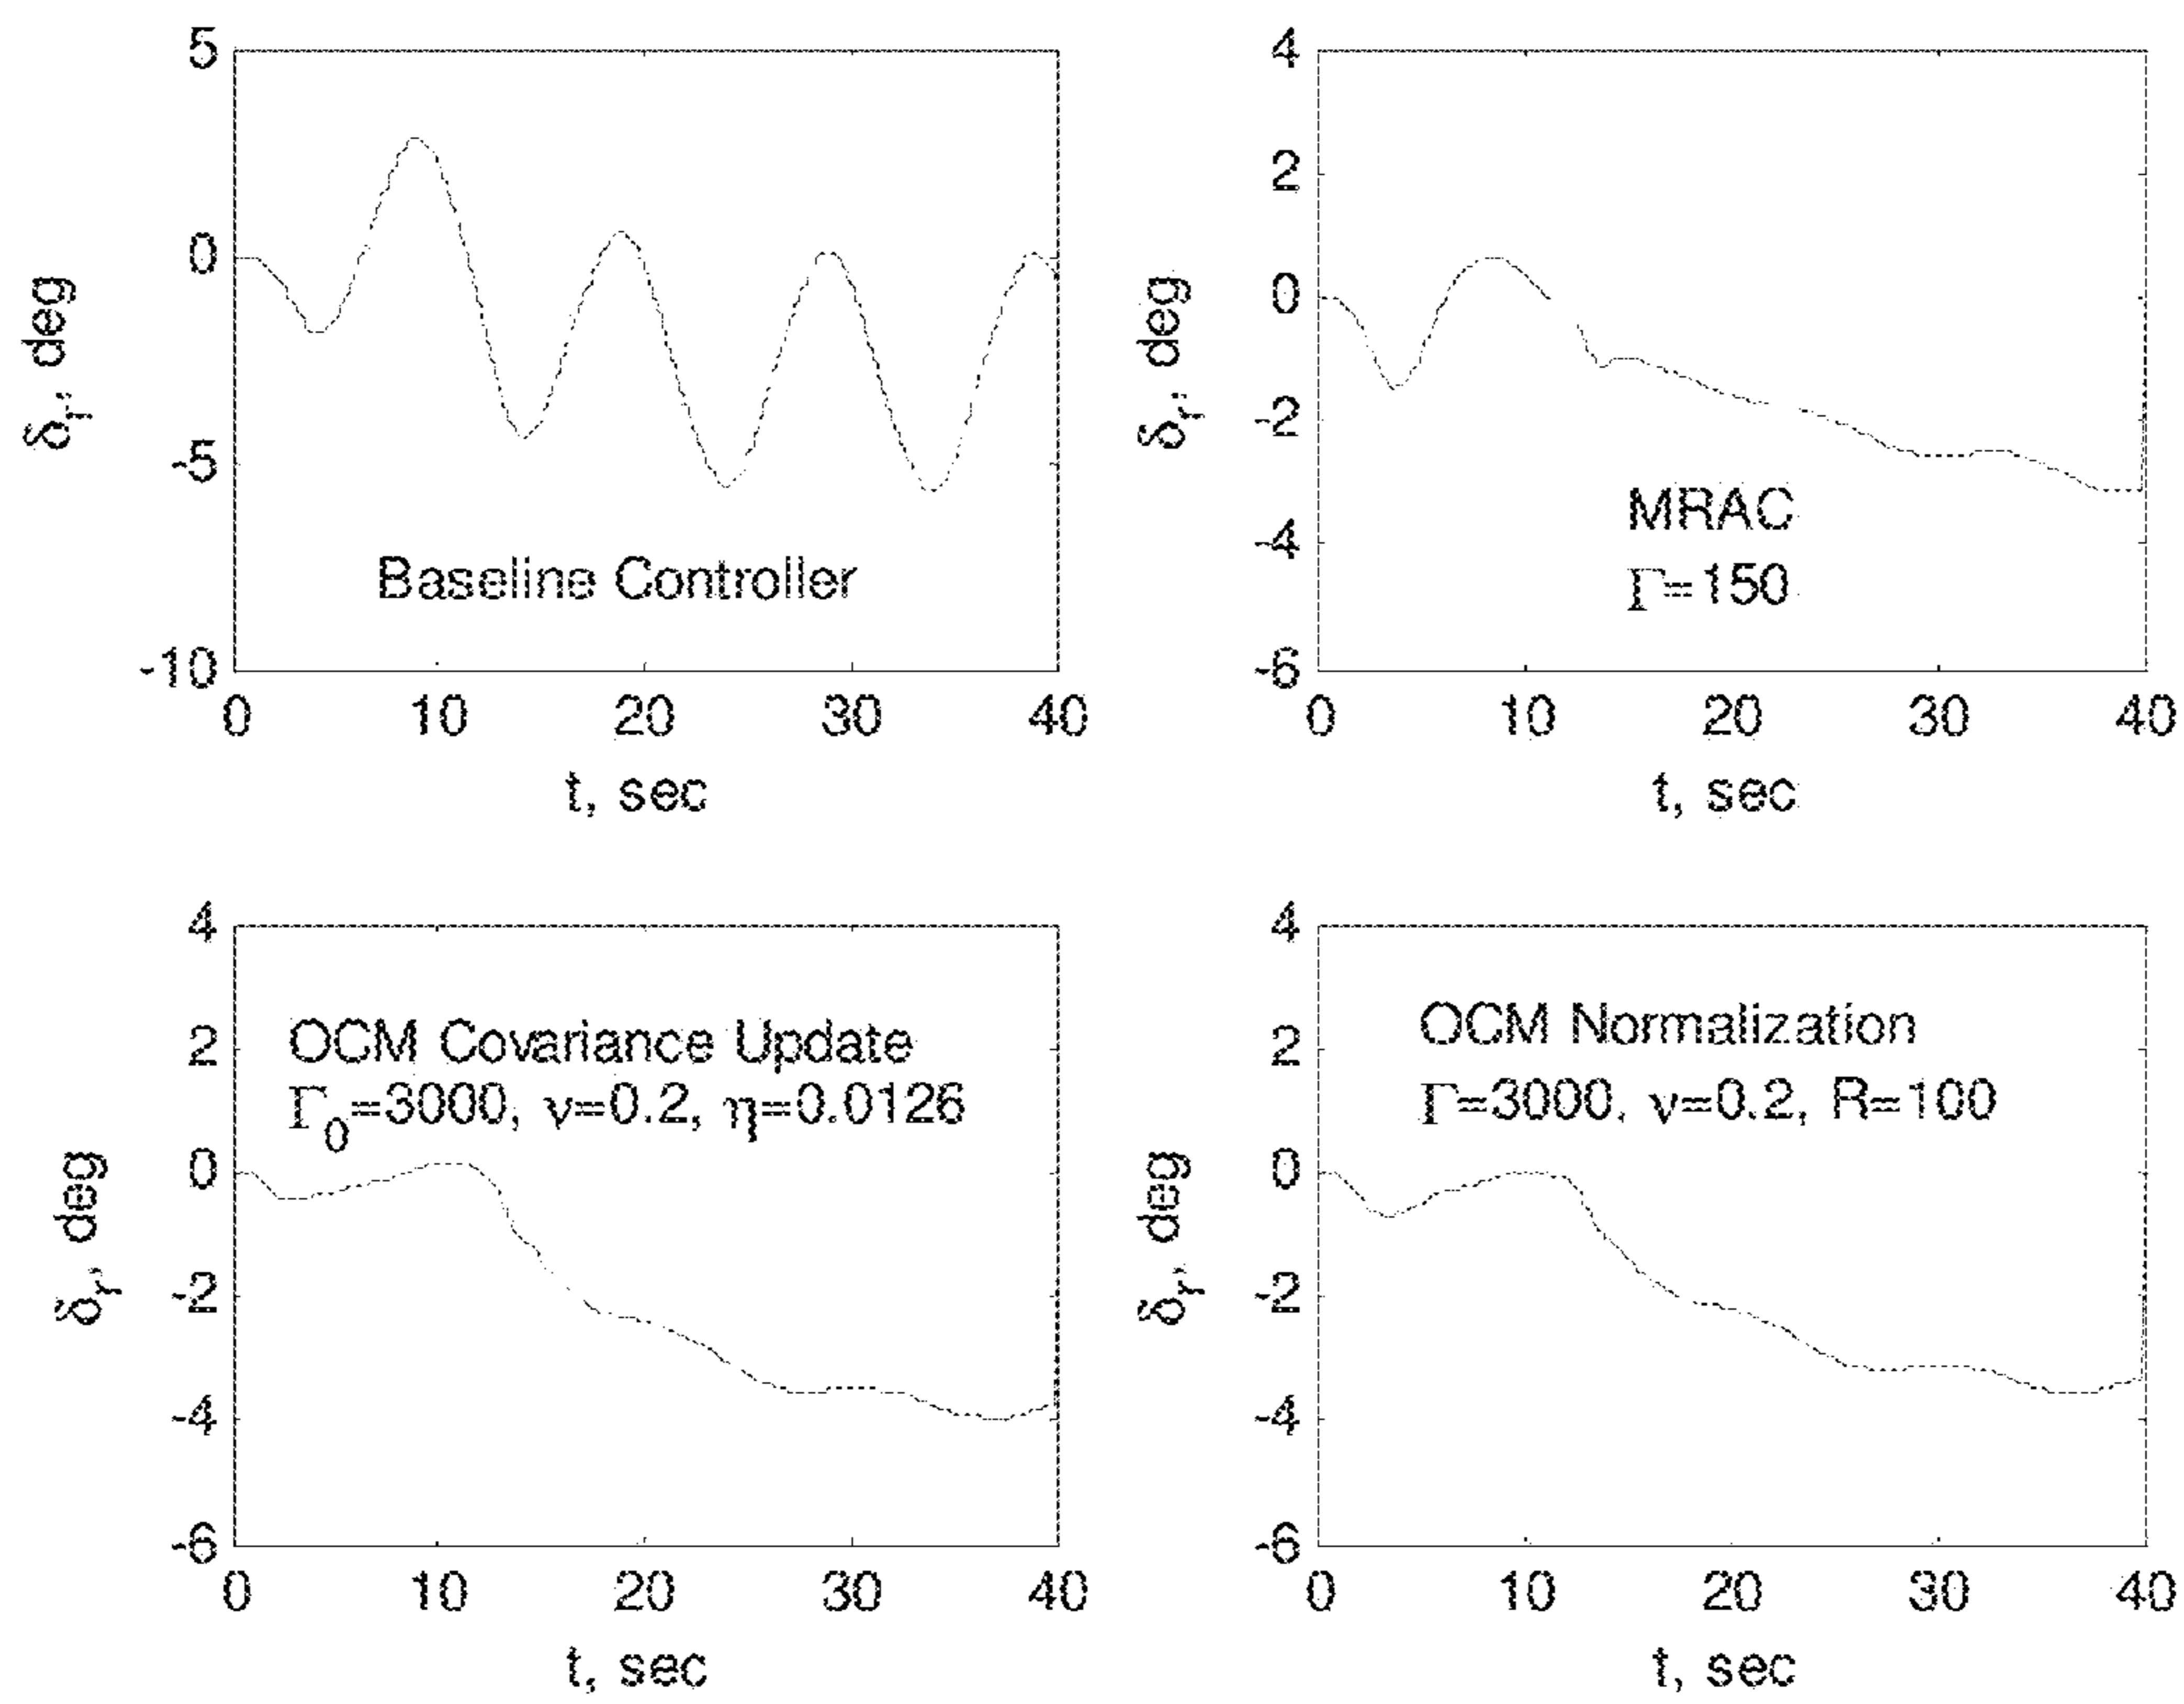 5
0
-5
-10
δr, deg
Baseline Controller
0 10 20 30 40
t, sec
4
2
0
-2
-4
-6
δr, deg
MRAC
Γ=150
0 10 20 30 40
t, sec
4
2
0
-2
-4
-6
δr, deg
OCM Covariance Update
Γ0=3000, ν=0.2, η=0.0126
0 10 20 30 40
t, sec
4
2
0
-2
-4
-6
δr, deg
OCM Normalization
Γ=3000, ν=0.2, R=100
0 10 20 30 40
t, sec